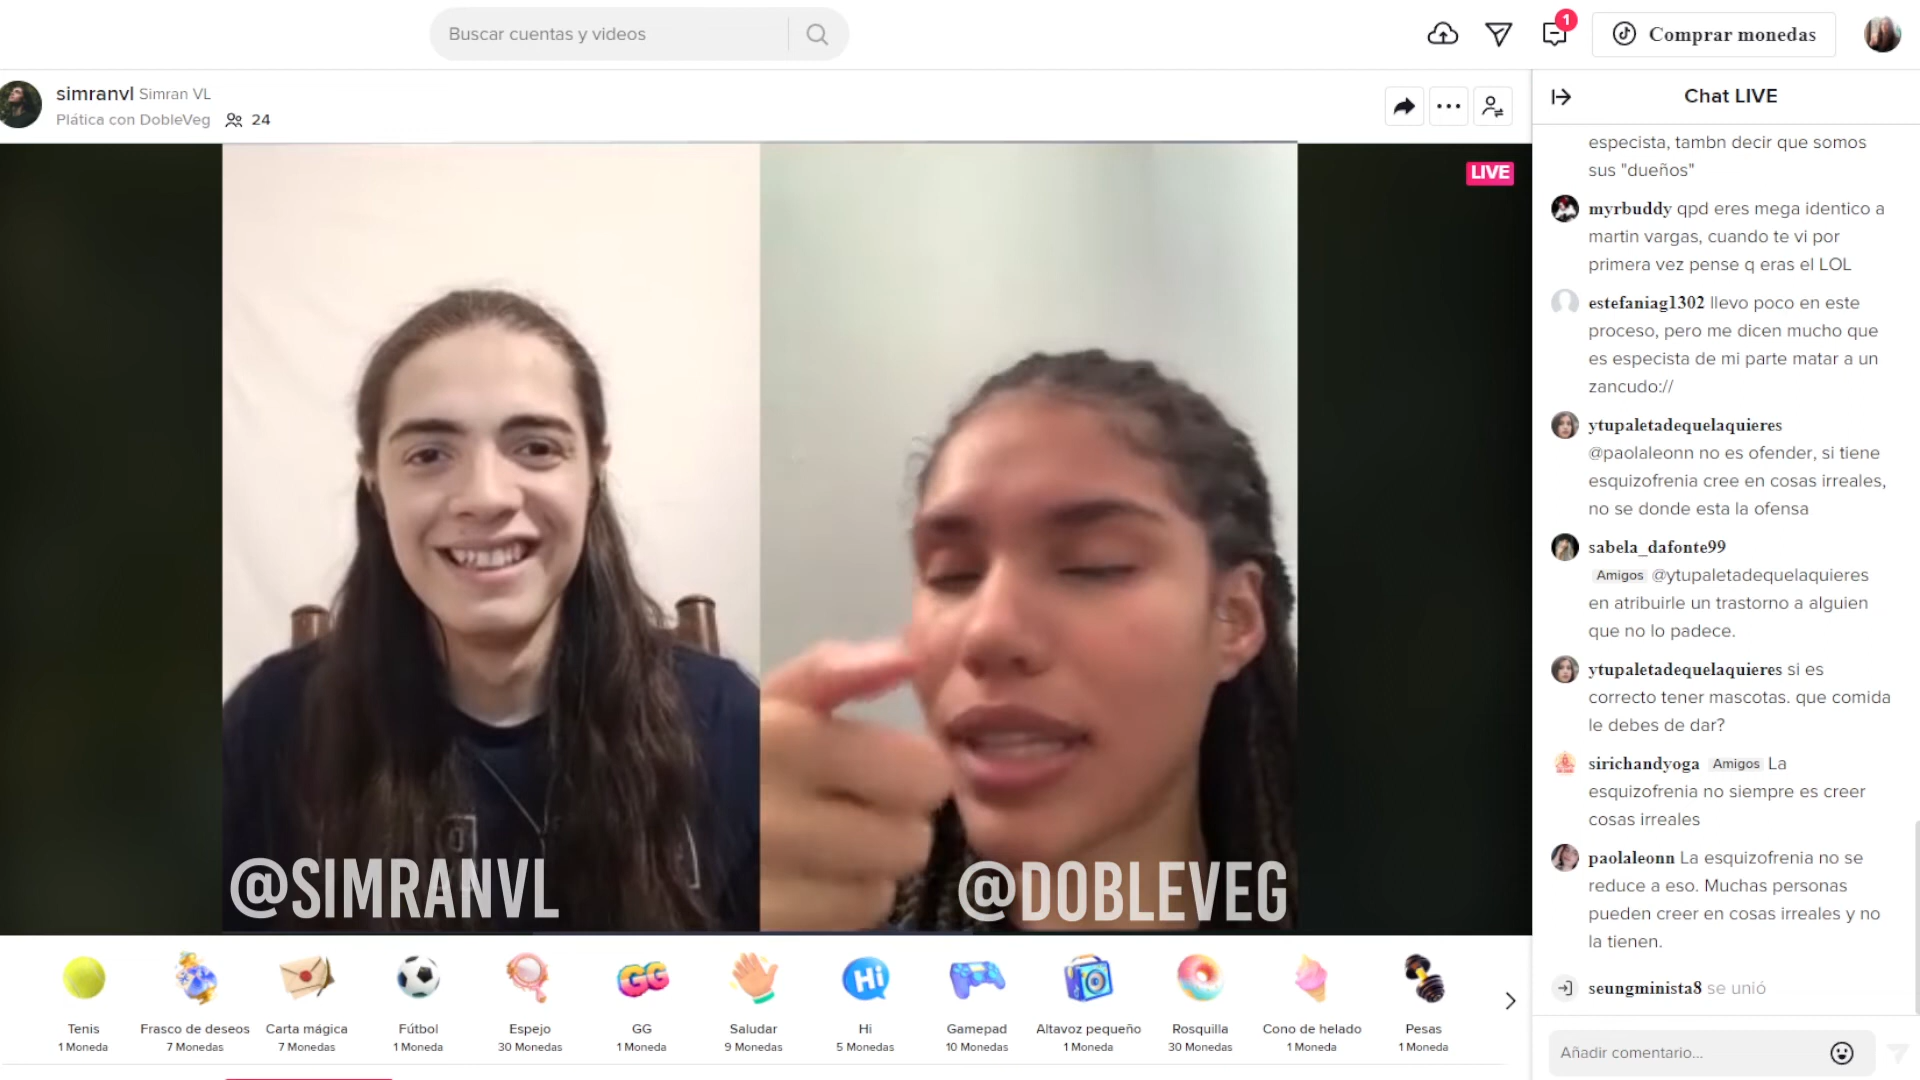 Buscar cuentas y videos
1
Comprar monedas
simranvl Simran VL
Plática con DobleVeg 24
LIVE
@SIMRANVL
@DOBLEVEG
GG
Hi
Tenis
1 Moneda
Frasco de deseos
7 Monedas
Carta mágica
7 Monedas
Fútbol
1 Moneda
Espejo
30 Monedas
GG
1 Moneda
Saludar
9 Monedas
Hi
5 Monedas
Gamepad
10 Monedas
Altavoz pequeño
1 Moneda
Rosquilla
30 Monedas
Cono de helado
1 Moneda
Pesas
1 Moneda
Chat LIVE
especista, tambn decir que somos
sus "dueños"
myrbuddy qpd eres mega identico a
martin vargas, cuando te vi por
primera vez pense q eras el LOL
estefaniag1302 llevo poco en este
proceso, pero me dicen mucho que
es especista de mi parte matar a un
zancudo://
ytupaletadequelaquieres
@paolaleonn no es ofender, si tiene
esquizofrenia cree en cosas irreales,
no se donde esta la ofensa
sabela_dafonte99
Amigos @ytupaletadequelaquieres
en atribuirle un trastorno a alguien
que no lo padece.
ytupaletadequelaquieres si es
correcto tener mascotas. que comida
le debes de dar?
sirichandyoga Amigos La
esquizofrenia no siempre es creer
cosas irreales
paolaleonn La esquizofrenia no se
reduce a eso. Muchas personas
pueden creer en cosas irreales y no
la tienen.
seungminista8 se unió
Añadir comentario...